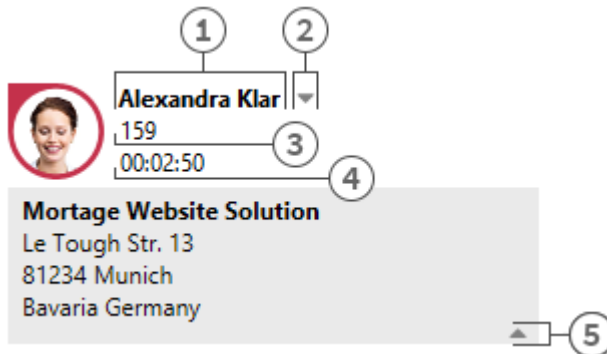 1 2
Alexandra Klar
159
3
00:02:50
4
Mortage Website Solution
Le Tough Str. 13
81234 Munich
Bavaria Germany
5